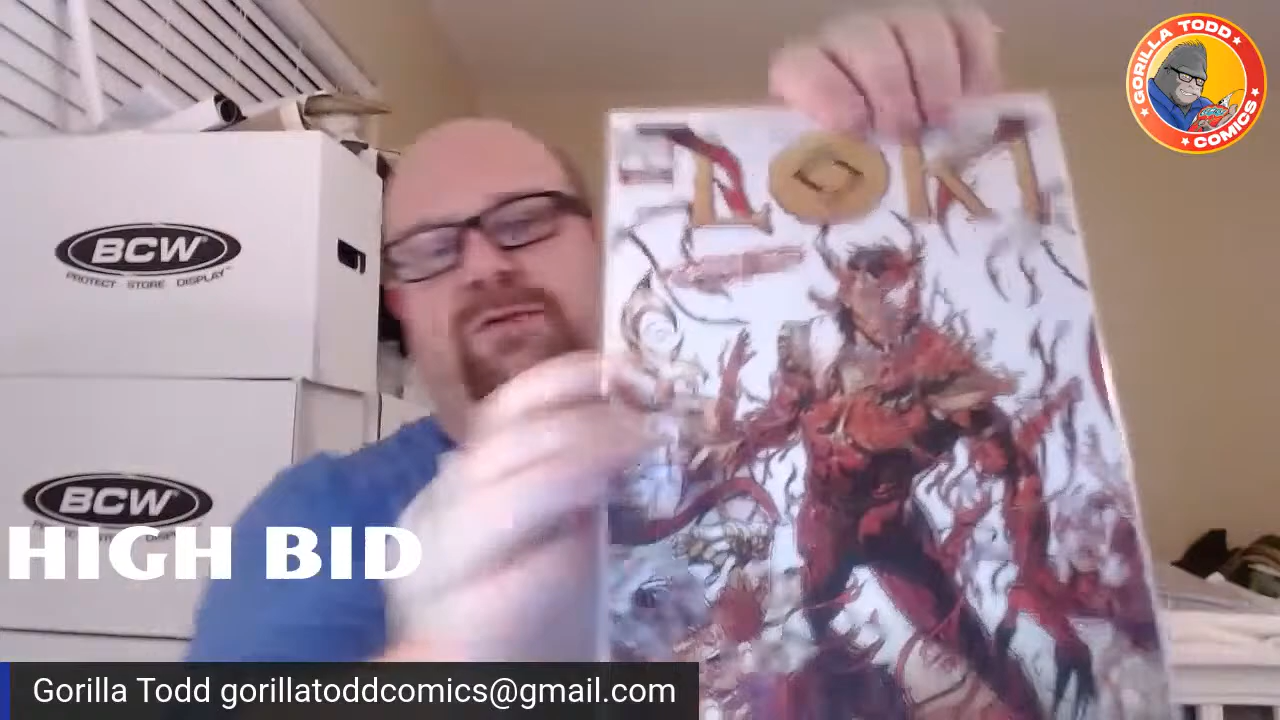 GORILLA TODD
COMICS
LOKI
BCW
PROTECT STORE DISPLAY
BCW
HIGH BID
Gorilla Todd gorillatoddcomics@gmail.com